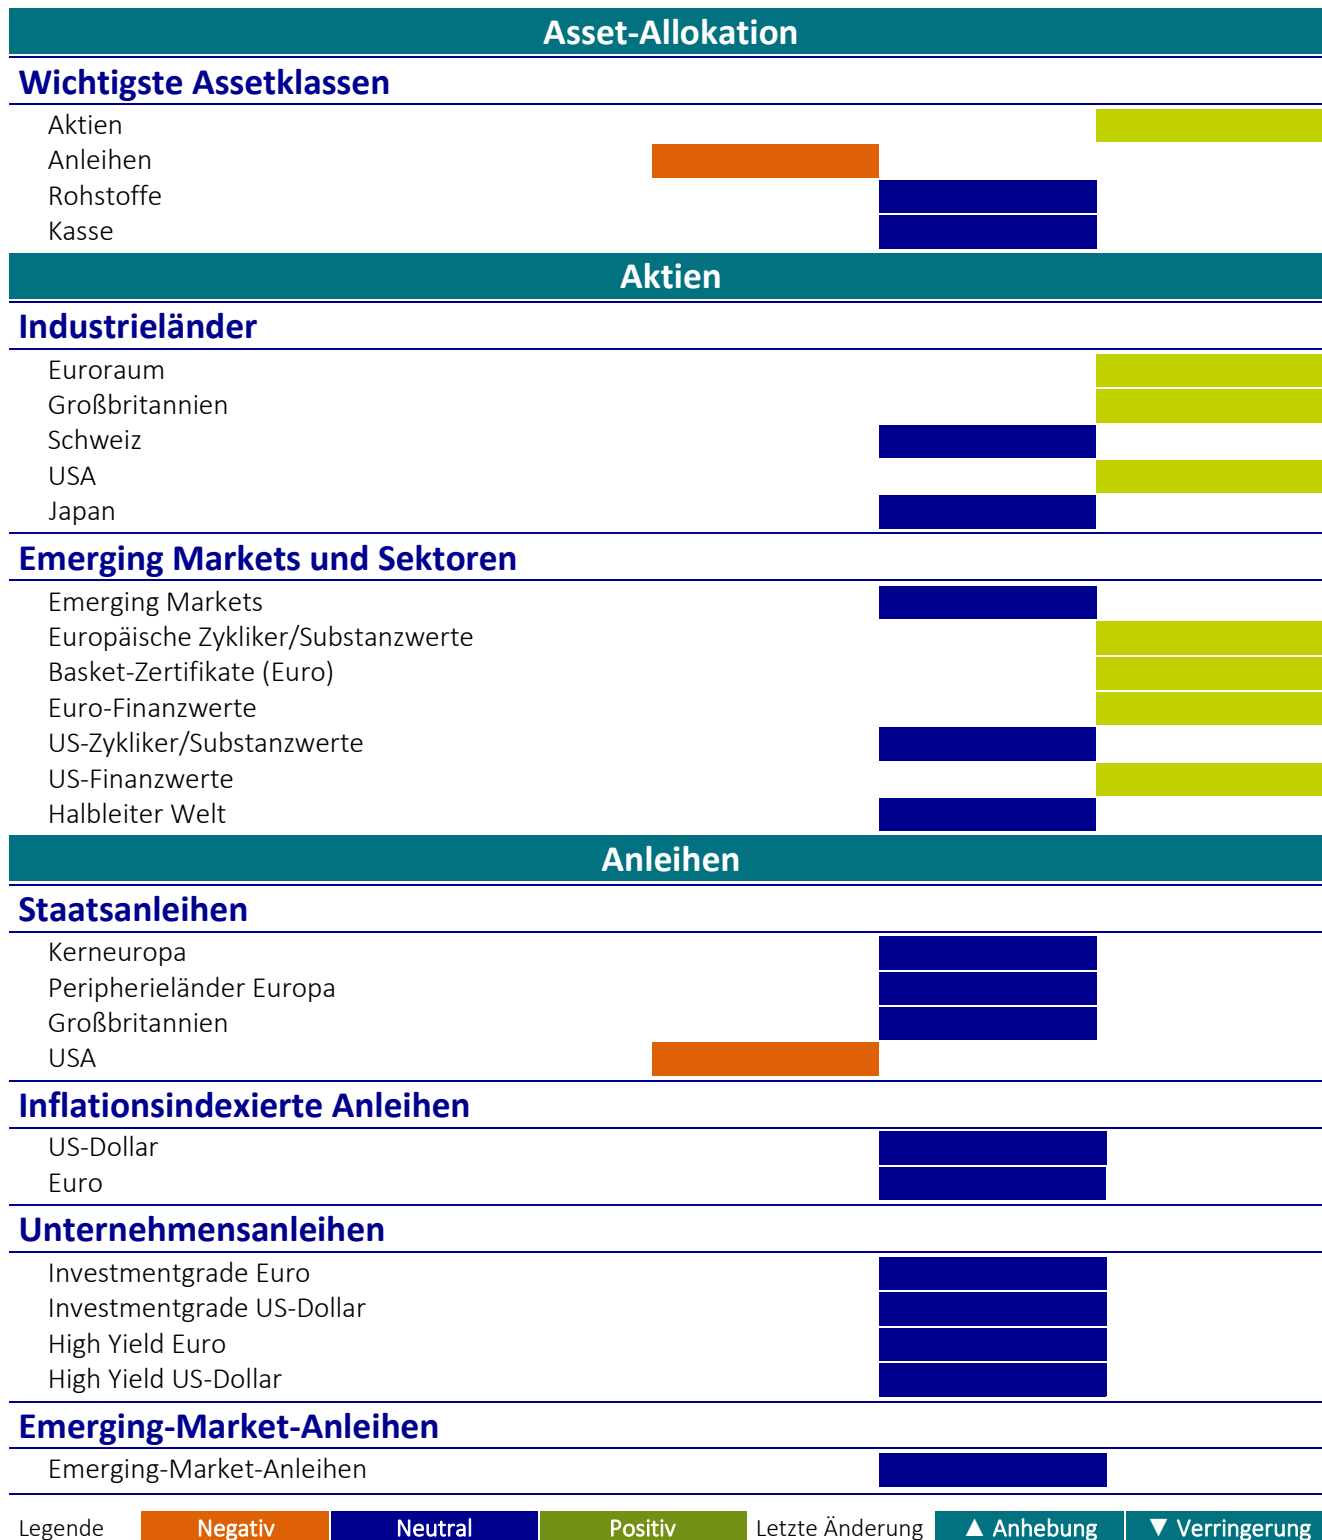 Asset-Allokation
Wichtigste Assetklassen
Aktien
Anleihen
Rohstoffe
Kasse
Aktien
Industrieländer
Euroraum
Großbritannien
Schweiz
USA
Japan
Emerging Markets und Sektoren
Emerging Markets
Europäische Zykliker/Substanzwerte
Basket-Zertifikate (Euro)
Euro-Finanzwerte
US-Zykliker/Substanzwerte
US-Finanzwerte
Halbleiter Welt
Anleihen
Staatsanleihen
Kerneuropa
Peripherieländer Europa
Großbritannien
USA
Inflationsindexierte Anleihen
US-Dollar
Euro
Unternehmensanleihen
Investmentgrade Euro
Investmentgrade US-Dollar
High Yield Euro
High Yield US-Dollar
Emerging-Market-Anleihen
Emerging-Market-Anleihen
Legende Negativ Neutral Positiv Letzte Änderung ▲ Anhebung ▼ Verringerung